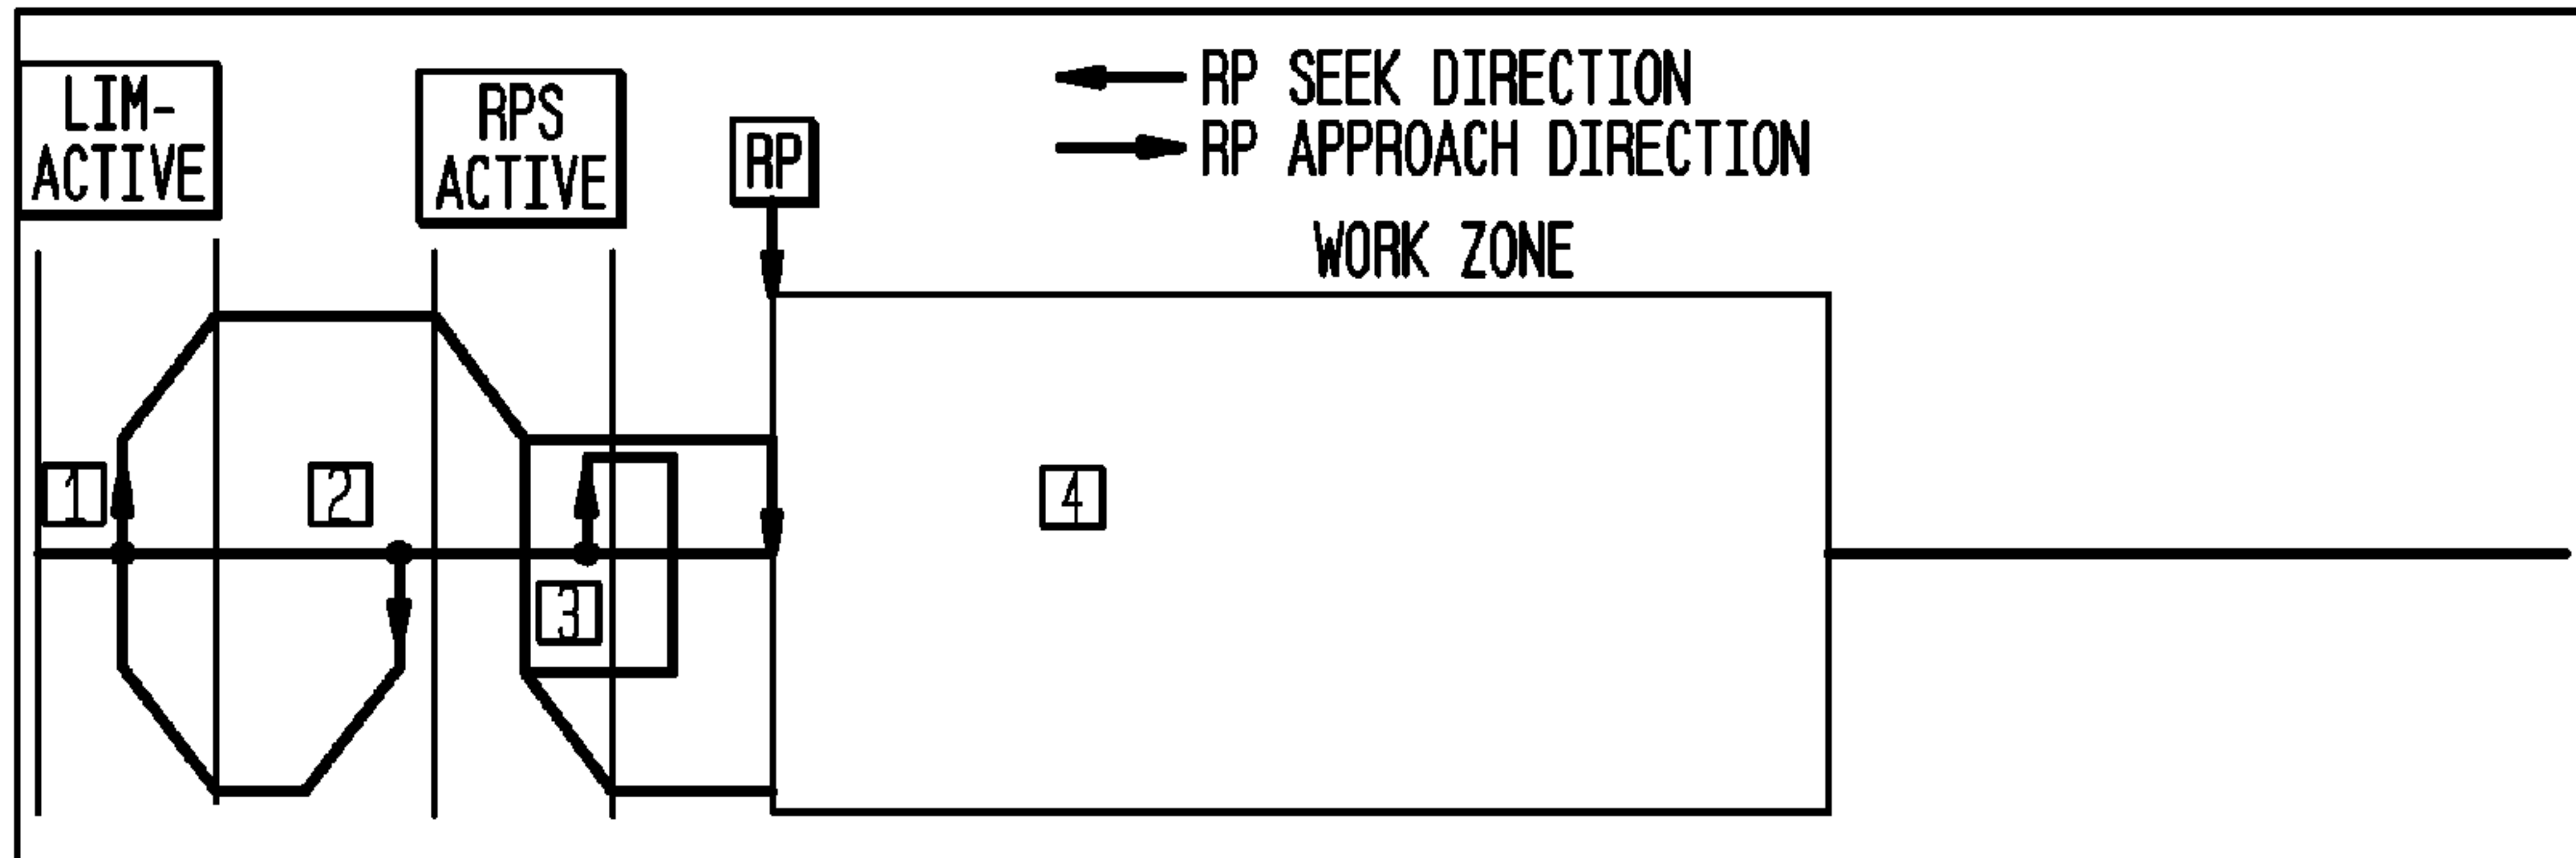 LIM-
ACTIVE
RPS
ACTIVE
RP
RP SEEK DIRECTION
RP APPROACH DIRECTION
WORK ZONE
1
2
3
4